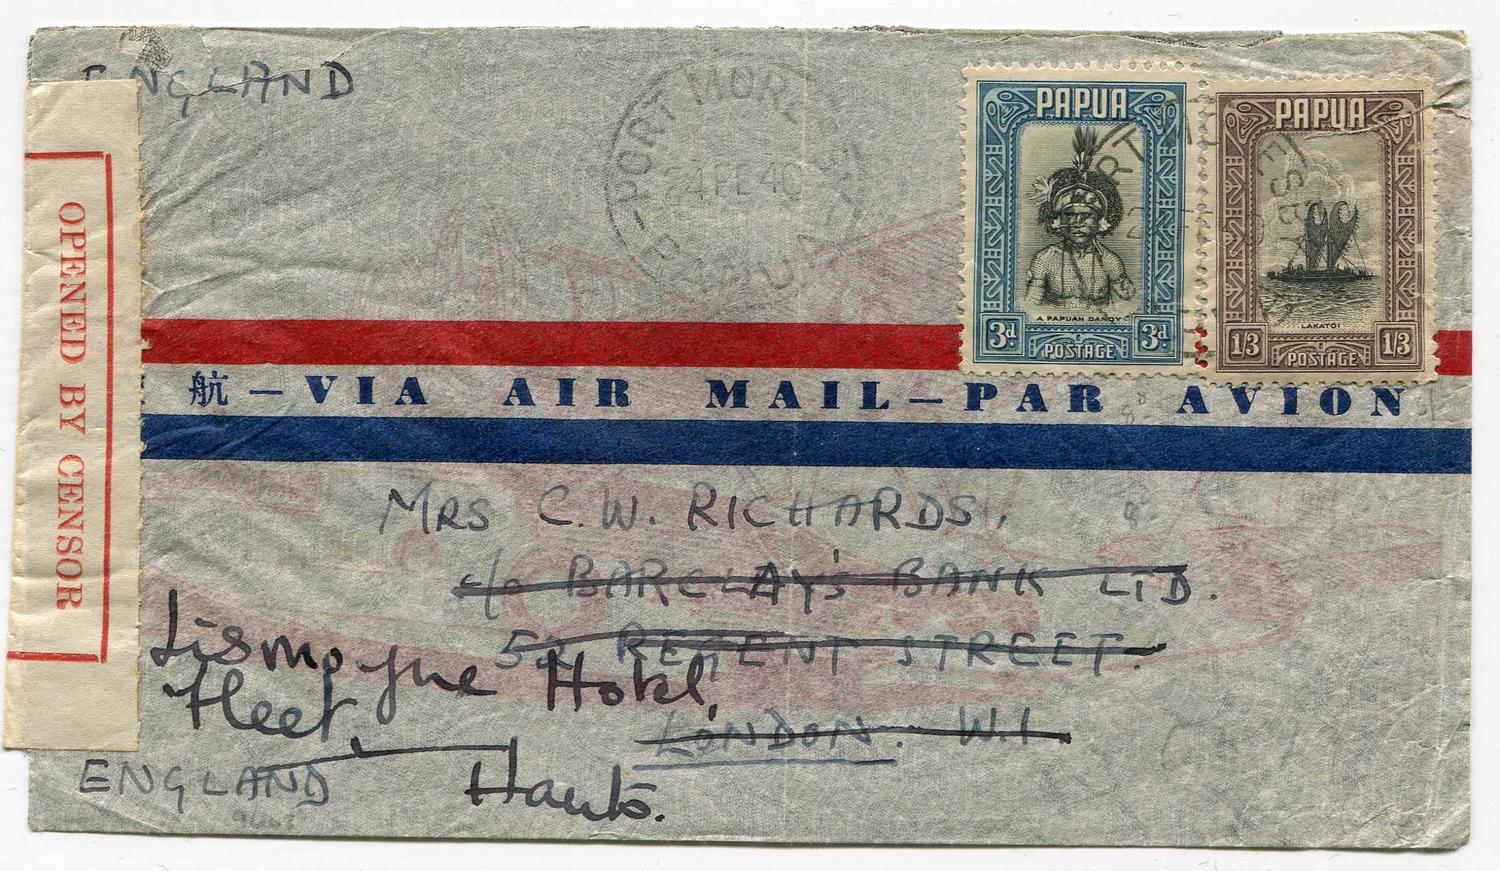 ENGLAND
PORT MORE
24 FE 40
PAPUA
A PAPUAN DANDY
3d 3d
POSTAGE
PAPUA
LAKATOI
1/3 1/3
POSTAGE
OPENED BY CENSOR
航 — VIA AIR MAIL — PAR AVION
MRS C.W. RICHARDS.
c/o BARCLAY'S BANK LTD.
52 REGENT STREET.
LONDON. W.1.
Lismoyne Hotel,
Fleet
Hants.
ENGLAND